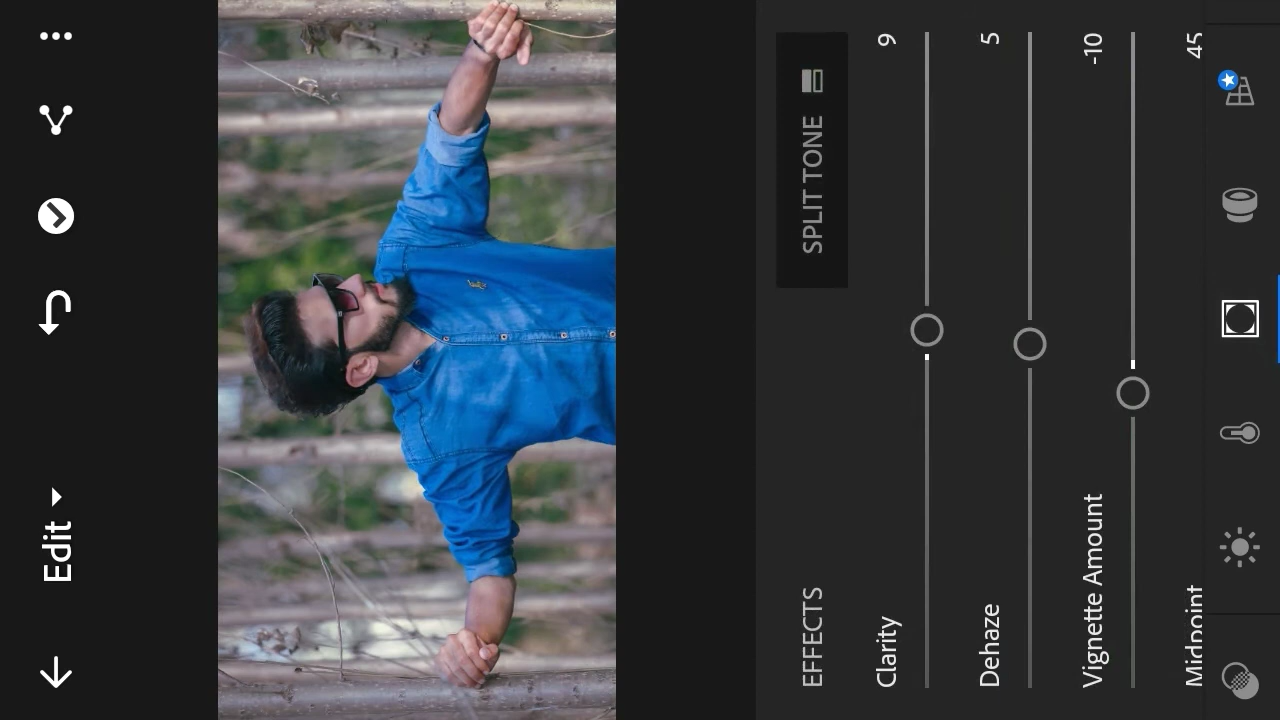 Edit
EFFECTS
SPLIT TONE
Clarity 9
Dehaze 5
Vignette Amount -10
Midpoint 45